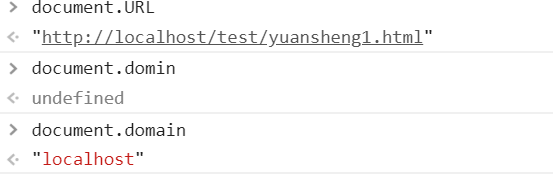 document.URL
"http://localhost/test/yuansheng1.html"
document.domin
undefined
document.domain
"localhost"